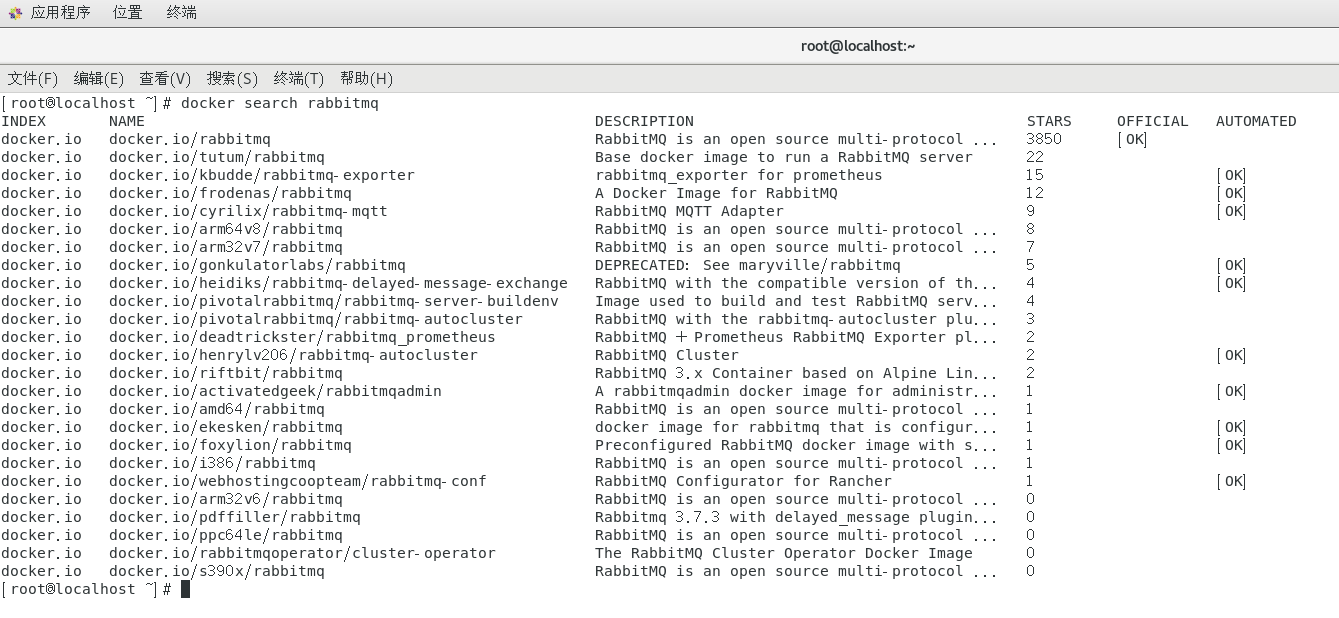 应用程序 位置 终端
root@localhost:~
文件(F) 编辑(E) 查看(V) 搜索(S) 终端(T) 帮助(H)
[root@localhost ~]# docker search rabbitmq
INDEX NAME DESCRIPTION STARS OFFICIAL AUTOMATED
docker.io docker.io/rabbitmq RabbitMQ is an open source multi-protocol ... 3850 [OK]
docker.io docker.io/tutum/rabbitmq Base docker image to run a RabbitMQ server 22
docker.io docker.io/kbudde/rabbitmq-exporter rabbitmq_exporter for prometheus 15 [OK]
docker.io docker.io/frodenas/rabbitmq A Docker Image for RabbitMQ 12 [OK]
docker.io docker.io/cyrilix/rabbitmq-mqtt RabbitMQ MQTT Adapter 9 [OK]
docker.io docker.io/arm64v8/rabbitmq RabbitMQ is an open source multi-protocol ... 8
docker.io docker.io/arm32v7/rabbitmq RabbitMQ is an open source multi-protocol ... 7
docker.io docker.io/gonkulatorlabs/rabbitmq DEPRECATED: See maryville/rabbitmq 5 [OK]
docker.io docker.io/heidiks/rabbitmq-delayed-message-exchange RabbitMQ with the compatible version of th... 4 [OK]
docker.io docker.io/pivotalrabbitmq/rabbitmq-server-buildenv Image used to build and test RabbitMQ serv... 4
docker.io docker.io/pivotalrabbitmq/rabbitmq-autocluster RabbitMQ with the rabbitmq-autocluster plu... 3
docker.io docker.io/deadtrickster/rabbitmq_prometheus RabbitMQ + Prometheus RabbitMQ Exporter pl... 2
docker.io docker.io/henrylv206/rabbitmq-autocluster RabbitMQ Cluster 2 [OK]
docker.io docker.io/riftbit/rabbitmq RabbitMQ 3.x Container based on Alpine Lin... 2
docker.io docker.io/activatedgeek/rabbitmqadmin A rabbitmqadmin docker image for administr... 1 [OK]
docker.io docker.io/amd64/rabbitmq RabbitMQ is an open source multi-protocol ... 1
docker.io docker.io/ekesken/rabbitmq docker image for rabbitmq that is configur... 1 [OK]
docker.io docker.io/foxylion/rabbitmq Preconfigured RabbitMQ docker image with s... 1 [OK]
docker.io docker.io/i386/rabbitmq RabbitMQ is an open source multi-protocol ... 1
docker.io docker.io/webhostingcoopteam/rabbitmq-conf RabbitMQ Configurator for Rancher 1 [OK]
docker.io docker.io/arm32v6/rabbitmq RabbitMQ is an open source multi-protocol ... 0
docker.io docker.io/pdffiller/rabbitmq Rabbitmq 3.7.3 with delayed_message plugin... 0
docker.io docker.io/ppc64le/rabbitmq RabbitMQ is an open source multi-protocol ... 0
docker.io docker.io/rabbitmqoperator/cluster-operator The RabbitMQ Cluster Operator Docker Image 0
docker.io docker.io/s390x/rabbitmq RabbitMQ is an open source multi-protocol ... 0
[root@localhost ~]#